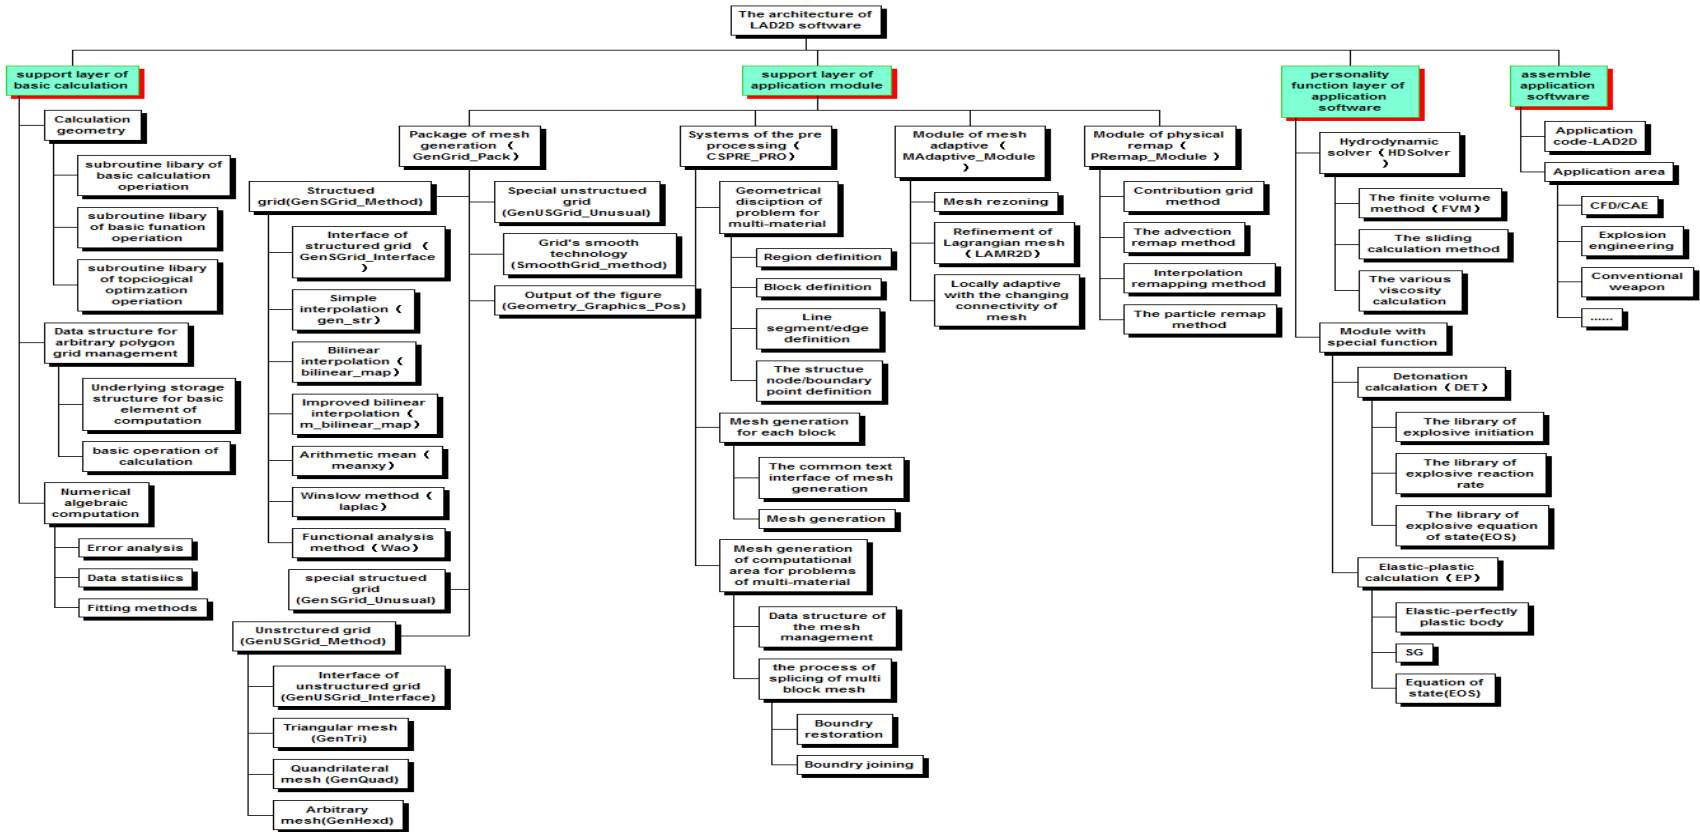 The architecture of
LAD2D software
support layer of
basic calculation
Calculation
geometry
subroutine libary of
basic calculation
operiation
subroutine libary
of basic funation
operiation
subroutine libary
of topciogical
optimzation
operiation
Data structure for
arbitrary polygon
grid management
Underlying storage
structure for basic
element of
computation
basic operation of
calculation
Numerical
algebraic
computation
Error analysis
Data statisiics
Fitting methods
support layer of
application module
Package of mesh
generation (
GenGrid_Pack)
Structued
grid(GenSGrid_Method)
Interface of
structured grid (
GenSGrid_Interface
)
Simple
interpolation (
gen_str)
Bilinear
interpolation (
bilinear_map)
Improved bilinear
interpolation (
m_bilinear_map)
Arithmetic mean (
meanxy)
Winslow method (
laplac)
Functional analysis
method (Wao)
special structued
grid
(GenSGrid_Unusual)
Unstrctured grid
(GenUSGrid_Method)
Interface of
unstructured grid
(GenUSGrid_Interface)
Triangular mesh
(GenTri)
Quandrilateral
mesh (GenQuad)
Arbitrary
mesh(GenHexd)
Special unstructued
grid
(GenUSGrid_Unusual)
Grid's smooth
technology
(SmoothGrid_method)
Output of the figure
(Geometry_Graphics_Pos)
Systems of the pre
processing (
CSPRE_PRO)
Geometrical
disciption of
problem for
multi-material
Region definition
Block definition
Line
segment/edge
definition
The structue
node/boundary
point definition
Mesh generation
for each block
The common text
interface of mesh
generation
Mesh generation
Mesh generation
of computational
area for problems
of multi-material
Data structure of
the mesh
management
the process of
splicing of multi
block mesh
Boundry
restoration
Boundry joining
Module of mesh
adaptive (
MAdaptive_Module
)
Mesh rezoning
Refinement of
Lagrangian mesh
(LAMR2D)
Locally adaptive
with the changing
connectivity of
mesh
Module of physical
remap (
PRemap_Module)
Contribution grid
method
The advection
remap method
Interpolation
remapping method
The particle remap
method
personality
function layer of
application
software
Hydrodynamic
solver (HDSolver
)
The finite volume
method (FVM)
The sliding
calculation method
The various
viscosity
calculation
Module with
special function
Detonation
calcalation (DET)
The library of
explosive initiation
The library of
explosive reaction
rate
The library of
explosive equation
of state(EOS)
Elastic-plastic
calculation (EP)
Elastic-perfectly
plastic body
SG
Equation of
state(EOS)
assemble
application
software
Application
code-LAD2D
Application area
CFD/CAE
Explosion
engineering
Conventional
weapon
......